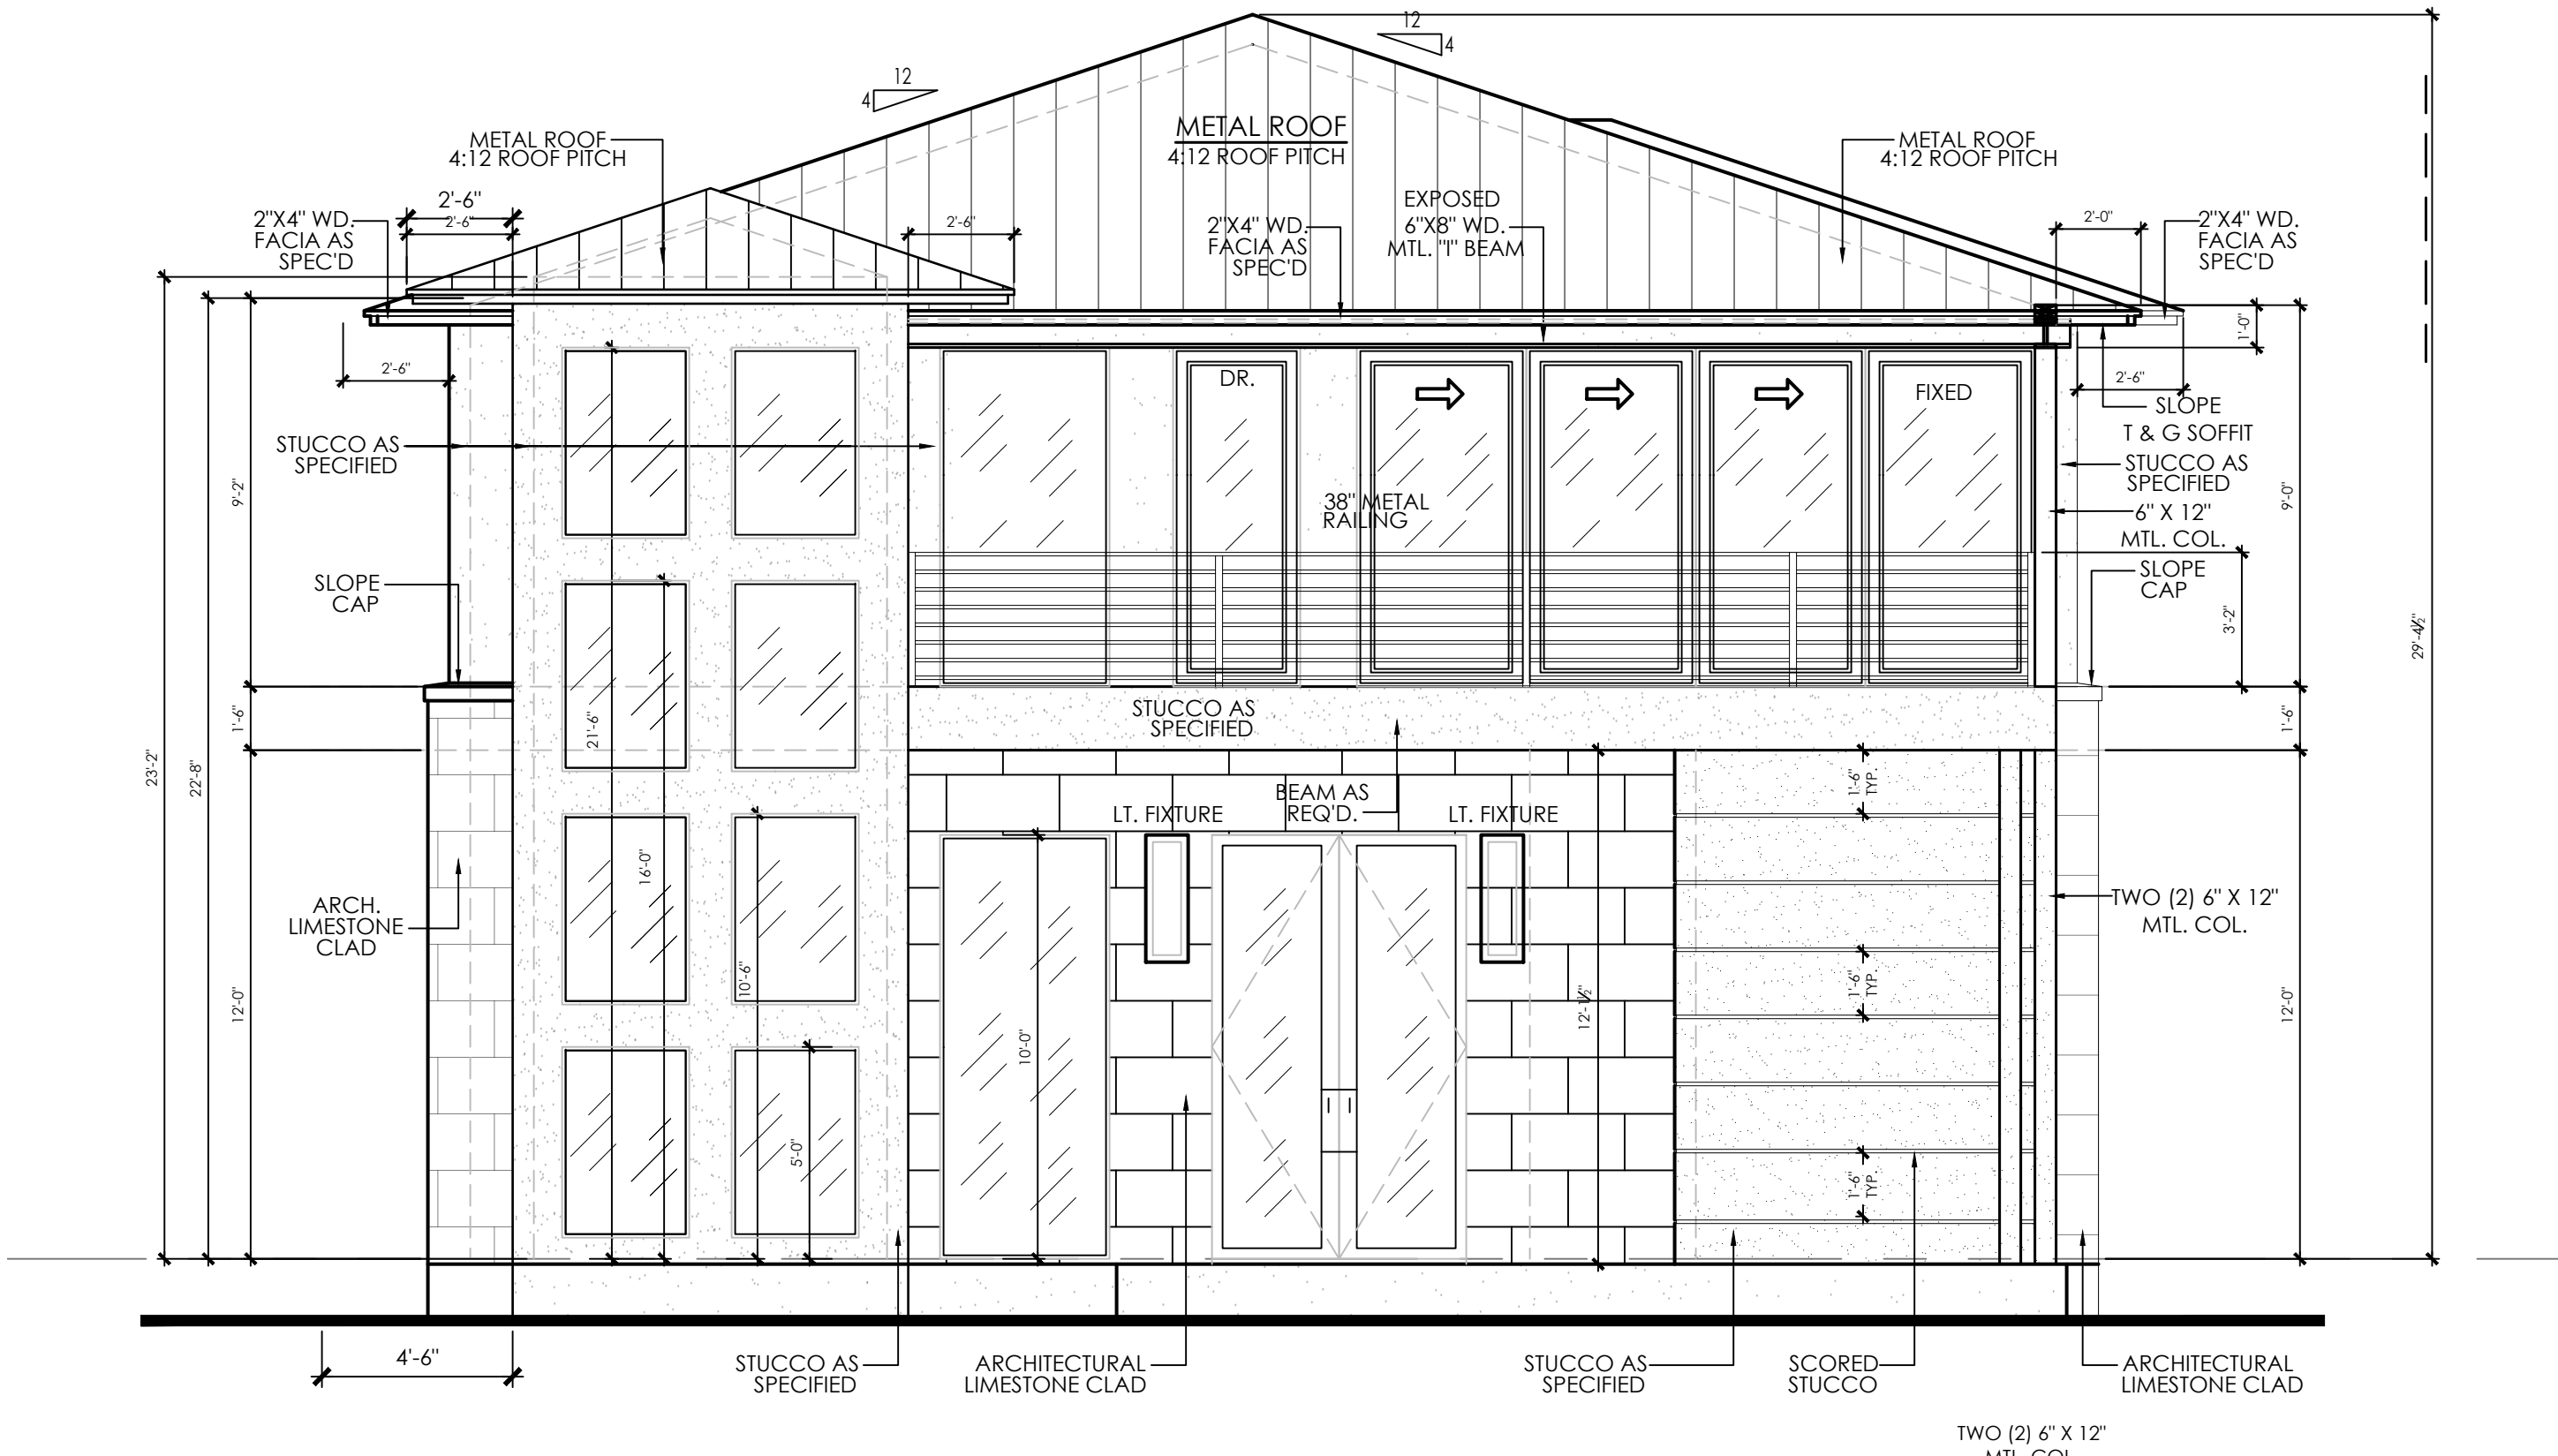 12
4
12
4
METAL ROOF
4:12 ROOF PITCH
METAL ROOF
4:12 ROOF PITCH
METAL ROOF
4:12 ROOF PITCH
2'-6"
2'-6"
2'-6"
2'-0"
2"X4" WD.
FACIA AS
SPEC'D
2"X4" WD.
FACIA AS
SPEC'D
EXPOSED
6"X8" WD.
MTL. "I" BEAM
2"X4" WD.
FACIA AS
SPEC'D
1'-0"
2'-6"
2'-6"
DR.
FIXED
SLOPE
T & G SOFFIT
STUCCO AS
SPECIFIED
STUCCO AS
SPECIFIED
9'-2"
38" METAL
RAILING
9'-0"
6" X 12"
MTL. COL.
SLOPE
CAP
SLOPE
CAP
3'-2"
29'-4½"
1'-6"
21'-6"
STUCCO AS
SPECIFIED
1'-6"
23'-2"
22'-8"
1'-6"
TYP.
BEAM AS
REQ'D.
LT. FIXTURE
LT. FIXTURE
16'-0"
ARCH.
LIMESTONE
CLAD
TWO (2) 6" X 12"
MTL. COL.
10'-6"
1'-6"
TYP.
12'-0"
12'-1½"
12'-0"
10'-0"
5'-0"
1'-6"
TYP.
4'-6"
STUCCO AS
SPECIFIED
ARCHITECTURAL
LIMESTONE CLAD
STUCCO AS
SPECIFIED
SCORED
STUCCO
ARCHITECTURAL
LIMESTONE CLAD
TWO (2) 6" X 12"
MTL. COL.